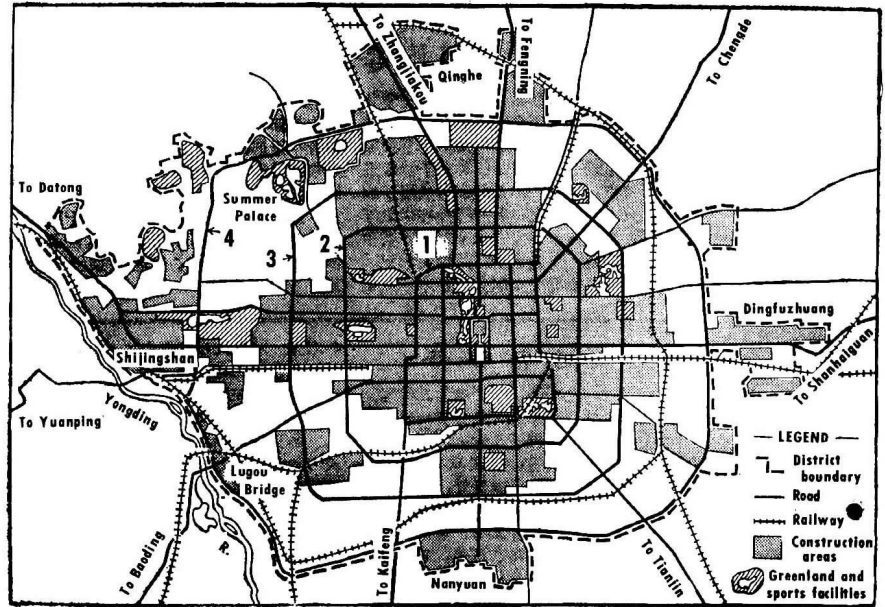 To Zhangjiakou
Qinghe
To Fengning
To Chengde
To Datong
Summer
Palace
4
3
2
1
Dingfuzhuang
Shijingshan
To Shanhaiguan
To Yuanping
Yongding
R.
Lugou
Bridge
To Baoding
To Kaifeng
Nanyuan
To Tianjin
LEGEND
District
boundary
Road
Railway
Construction
areas
Greenland and
sports facilities